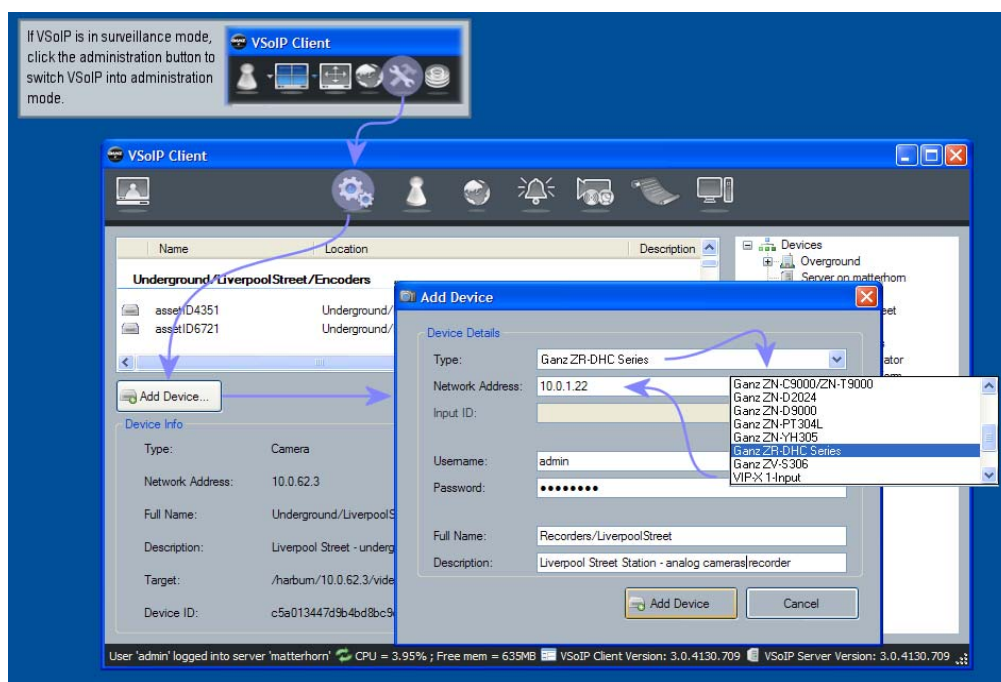 If VSoIP is in surveillance mode,
click the administration button to
switch VSoIP into administration
mode.
VSoIP Client
VSoIP Client
Name Location Description
Underground/LiverpoolStreet/Encoders
assetID4351 Underground/
assetID6721 Underground/
Devices
Overground
Server on matterhorn
eet
ator
Add Device...
Device Info
Type: Camera
Network Address: 10.0.62.3
Full Name: Underground/LiverpoolS
Description: Liverpool Street - underg
Target: /harbum/10.0.62.3/vide
Device ID: c5a013447d9b4bd8bc9
Add Device
Device Details
Type: Ganz ZR-DHC Series
Network Address: 10.0.1.22
Input ID:
Username: admin
Password: ••••••••
Full Name: Recorders/LiverpoolStreet
Description: Liverpool Street Station - analog cameras recorder
Add Device Cancel
Ganz ZN-C9000/ZN-T9000
Ganz ZN-D2024
Ganz ZN-D9000
Ganz ZN-PT304L
Ganz ZN-YH305
Ganz ZR-DHC Series
Ganz ZV-S306
VIP-X 1-Input
User 'admin' logged into server 'matterhorn' CPU = 3.95% ; Free mem = 635MB VSoIP Client Version: 3.0.4130.709 VSoIP Server Version: 3.0.4130.709